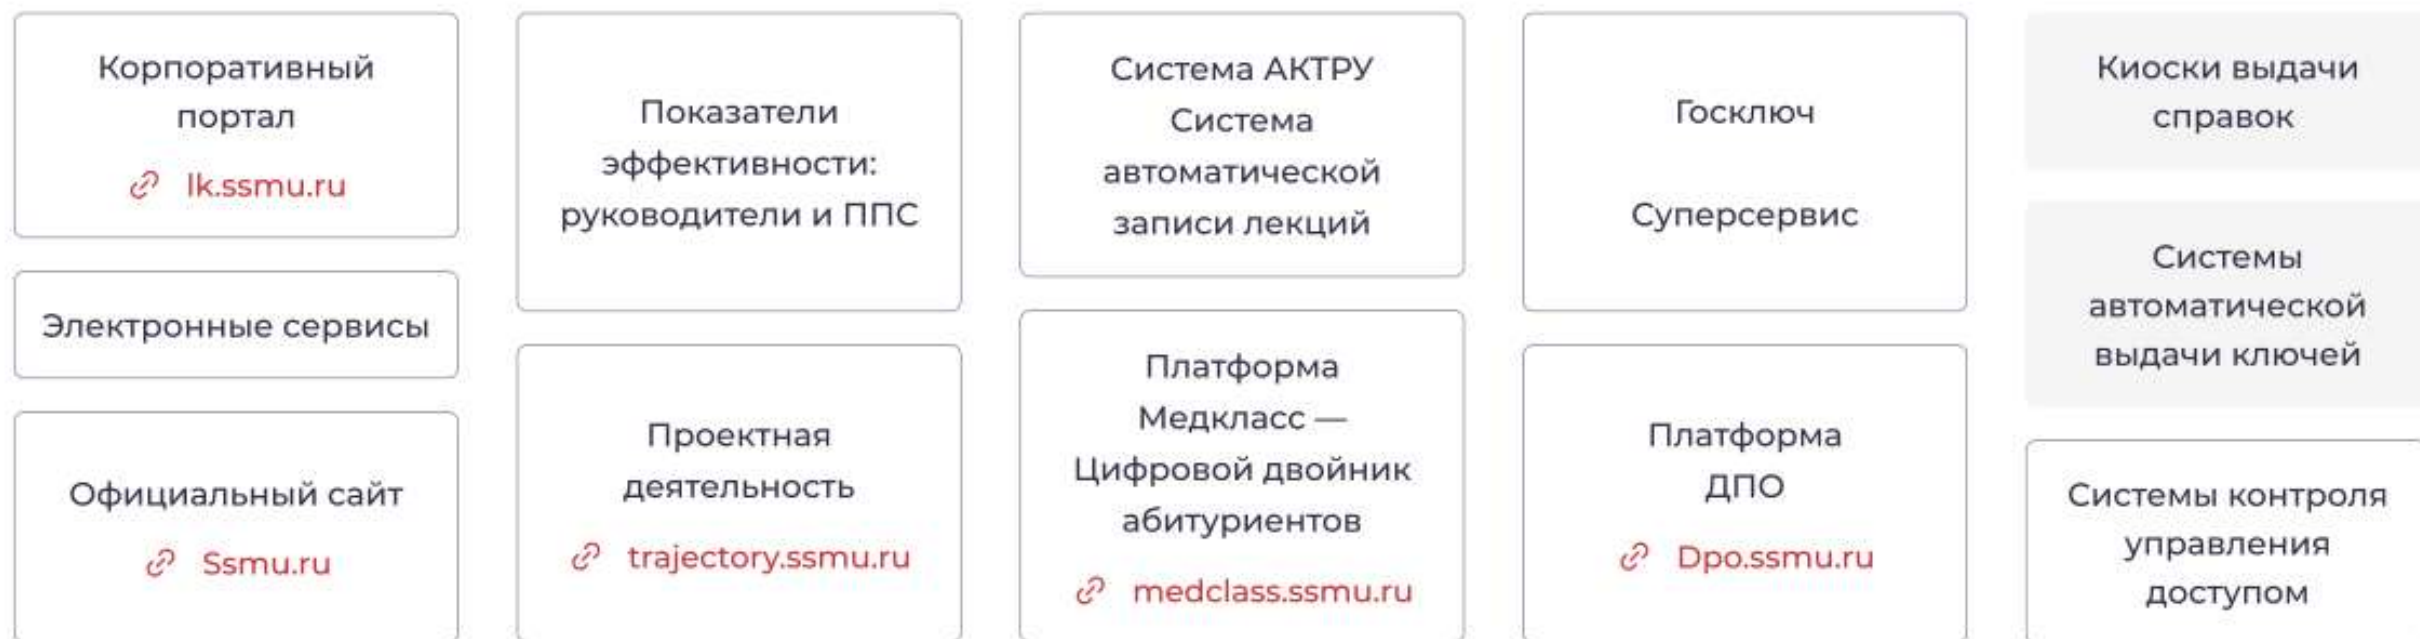 Корпоративный
портал
lk.ssmu.ru
Электронные сервисы
Официальный сайт
Ssmu.ru
Показатели
эффективности:
руководители и ППС
Проектная
деятельность
trajectory.ssmu.ru
Система АКТРУ
Система
автоматической
записи лекций
Платформа
Медкласс —
Цифровой двойник
абитуриентов
medclass.ssmu.ru
Госключ
Суперсервис
Платформа
ДПО
Dpo.ssmu.ru
Киоски выдачи
справок
Системы
автоматической
выдачи ключей
Системы контроля
управления
доступом